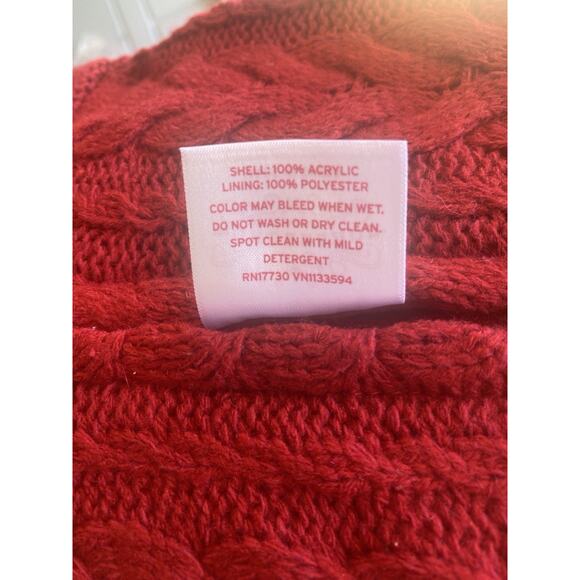 SHELL: 100% ACRYLIC
LINING: 100% POLYESTER
COLOR MAY BLEED WHEN WET.
DO NOT WASH OR DRY CLEAN.
SPOT CLEAN WITH MILD
DETERGENT
RN17730 VN1133594